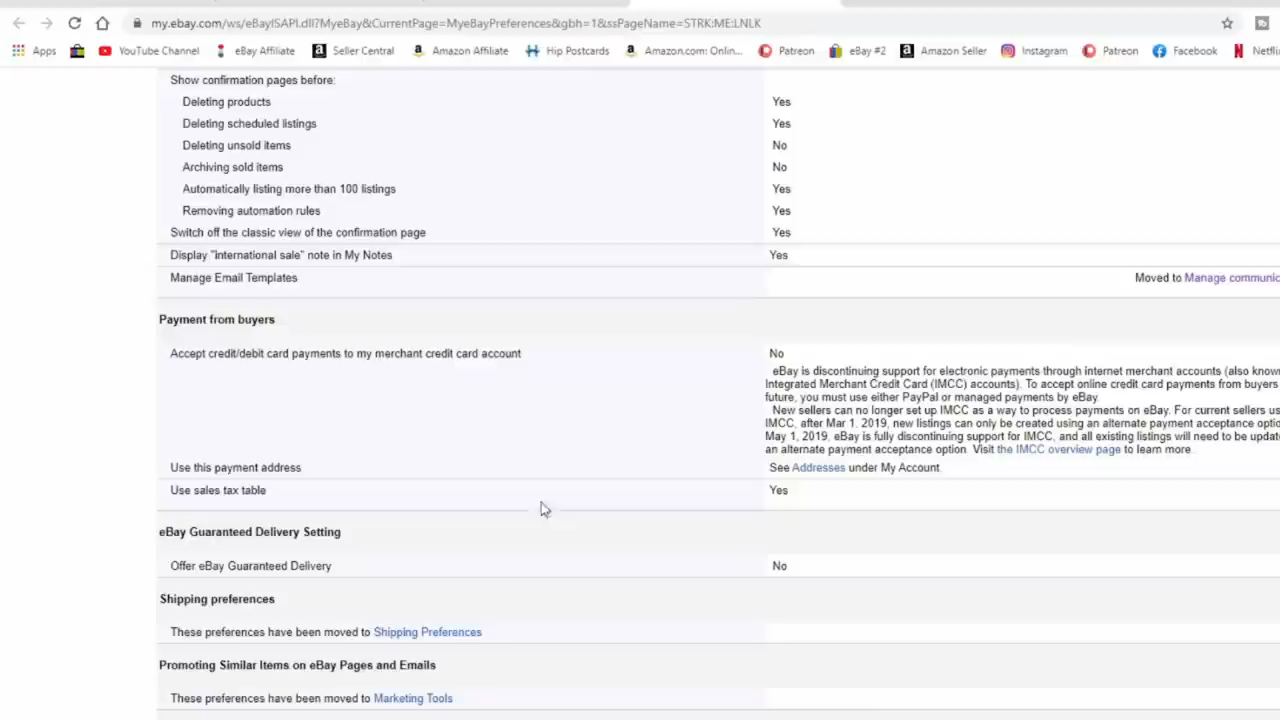 my.ebay.com/ws/eBayISAPI.dll?MyeBay&CurrentPage=MyeBayPreferences&gbh=1&ssPageName=STRK:ME:LNLK
Apps YouTube Channel eBay Affiliate Seller Central Amazon Affiliate Hip Postcards Amazon.com: Onlin... Patreon eBay #2 Amazon Seller Instagram Patreon Facebook Netfli
Show confirmation pages before:
Deleting products Yes
Deleting scheduled listings Yes
Deleting unsold items No
Archiving sold items No
Automatically listing more than 100 listings Yes
Removing automation rules Yes
Switch off the classic view of the confirmation page Yes
Display "International sale" note in My Notes Yes
Manage Email Templates Moved to Manage communic
Payment from buyers
Accept credit/debit card payments to my merchant credit card account No
eBay is discontinuing support for electronic payments through internet merchant accounts (also known
Integrated Merchant Credit Card (IMCC) accounts). To accept online credit card payments from buyers
future, you must use either PayPal or managed payments by eBay.
New sellers can no longer set up IMCC as a way to process payments on eBay. For current sellers us
IMCC, after Mar 1, 2019, new listings can only be created using an alternate payment acceptance optio
May 1, 2019, eBay is fully discontinuing support for IMCC, and all existing listings will need to be upda
an alternate payment acceptance option. Visit the IMCC overview page to learn more.
Use this payment address See Addresses under My Account
Use sales tax table Yes
eBay Guaranteed Delivery Setting
Offer eBay Guaranteed Delivery No
Shipping preferences
These preferences have been moved to Shipping Preferences
Promoting Similar Items on eBay Pages and Emails
These preferences have been moved to Marketing Tools